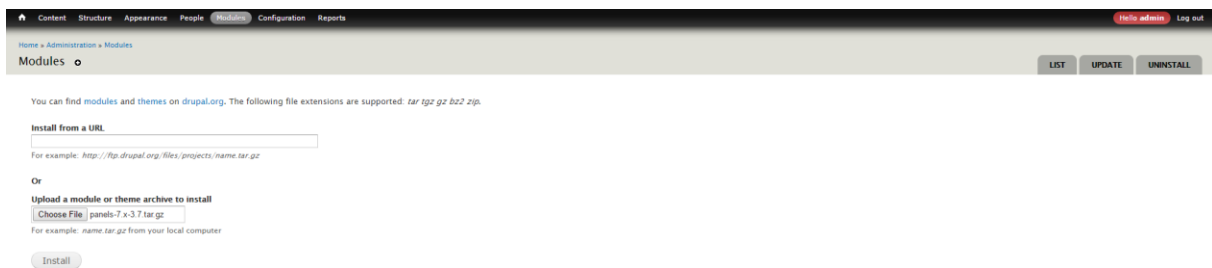 Content Structure Appearance People Modules Configuration Reports Hello admin Log out
Home » Administration » Modules
Modules LIST UPDATE UNINSTALL
You can find modules and themes on drupal.org. The following file extensions are supported: tar tgz gz bz2 zip.
Install from a URL
For example: http://ftp.drupal.org/files/projects/name.tar.gz
Or
Upload a module or theme archive to install
Choose File panels-7.x-3.7.tar.gz
For example: name.tar.gz from your local computer
Install